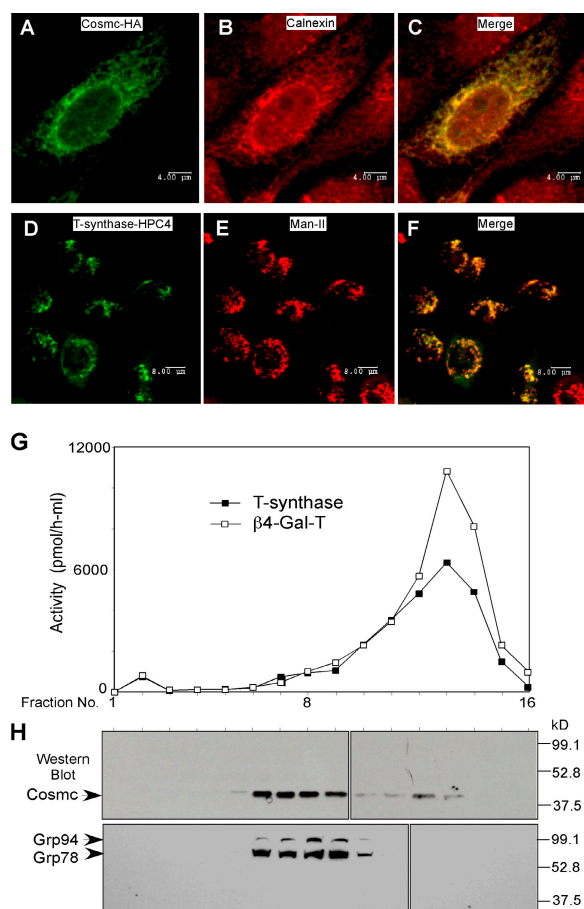 A Cosmc-HA B Calnexin C Merge
4.00 μm 4.00 μm 4.00 μm
D T-synthase-HPC4 E Man-II F Merge
8.00 μm 8.00 μm 8.00 μm
G
12000
6000
0
Activity (pmol/h-ml)
T-synthase
β4-Gal-T
Fraction No. 1 8 16
H
kD
Western
Blot
Cosmc
99.1
52.8
37.5
Grp94
Grp78
99.1
52.8
37.5